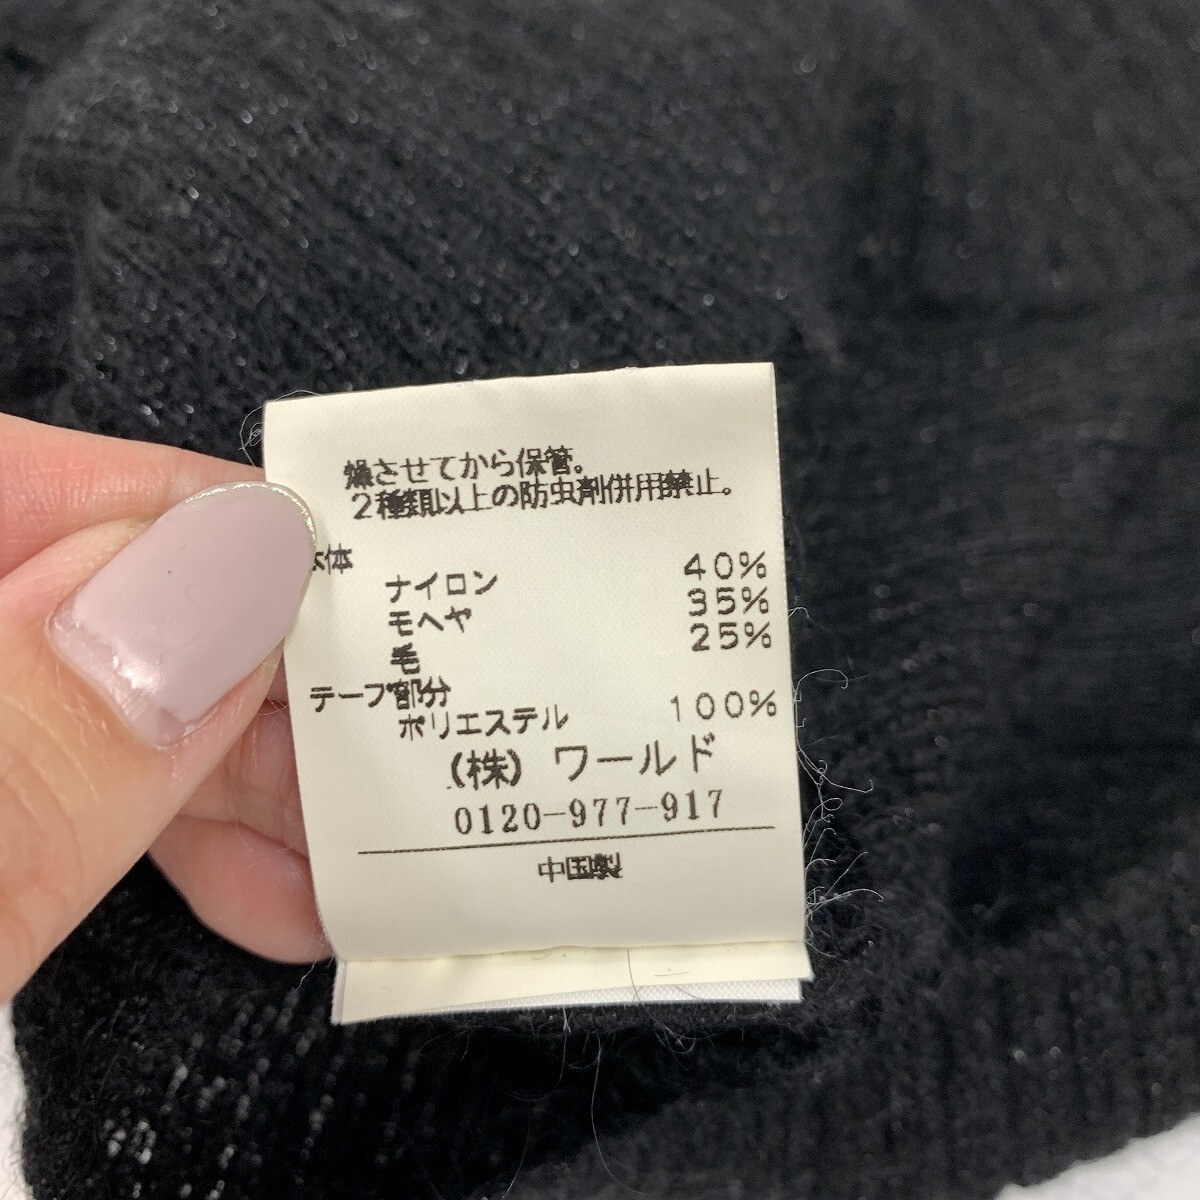 燥させてから保管。
2種類以上の防虫剤併用禁止。
本体
ナイロン 40%
モヘヤ 35%
毛 25%
テープ部分
ポリエステル 100%
(株) ワールド
0120-977-917
中国製